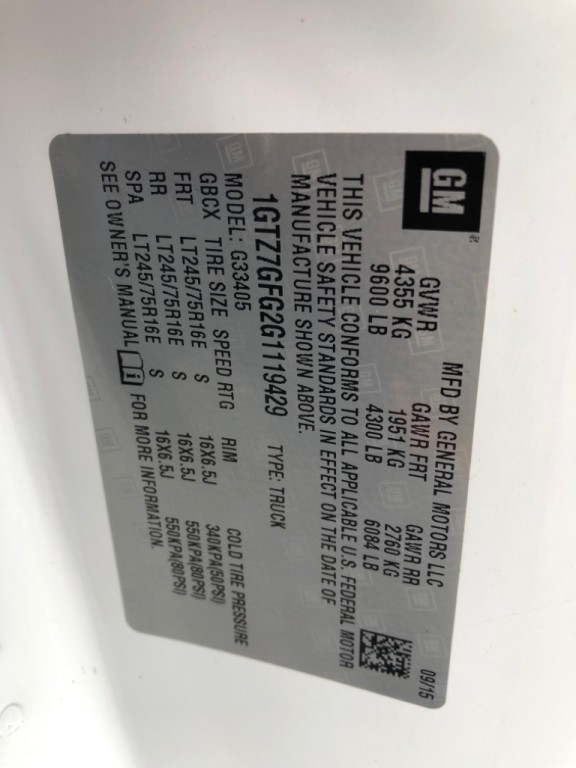 GM
MFD BY GENERAL MOTORS LLC 09/15
GVWR GAWR FRT GAWR RR
4355 KG 1951 KG 2760 KG
9600 LB 4300 LB 6084 LB
THIS VEHICLE CONFORMS TO ALL APPLICABLE U.S. FEDERAL MOTOR
VEHICLE SAFETY STANDARDS IN EFFECT ON THE DATE OF
MANUFACTURE SHOWN ABOVE.
1GTZ7GFG2G1119429 TYPE: TRUCK
MODEL: G33405
GBCX TIRE SIZE SPEED RTG RIM COLD TIRE PRESSURE
FRT LT245/75R16E S 16X6.5J 340KPA(50PSI)
RR LT245/75R16E S 16X6.5J 550KPA(80PSI)
SPA LT245/75R16E S 16X6.5J 550KPA(80PSI)
SEE OWNER'S MANUAL FOR MORE INFORMATION.